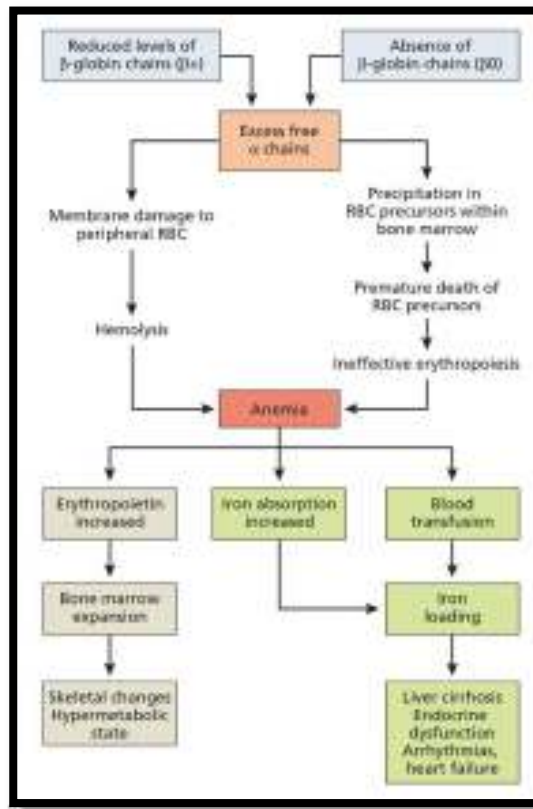 Reduced levels of
β-globin chains (β+)
Absence of
β-globin chains (β0)
Excess free
α chains
Membrane damage to
peripheral RBC
Precipitation in
RBC precursors within
bone marrow
Premature death of
RBC precursors
Hemolysis
Ineffective erythropoiesis
Anemia
Erythropoietin
increased
Iron absorption
increased
Blood
transfusion
Bone marrow
expansion
Iron
loading
Skeletal changes
Hypermetabolic
state
Liver cirrhosis
Endocrine
dysfunction
Arrhythmias,
heart failure